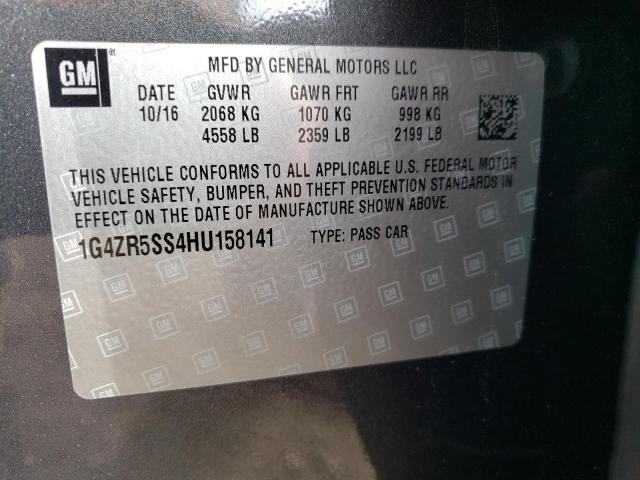 GM ®
MFD BY GENERAL MOTORS LLC
DATE GVWR GAWR FRT GAWR RR
10/16 2068 KG 1070 KG 998 KG
4558 LB 2359 LB 2199 LB
THIS VEHICLE CONFORMS TO ALL APPLICABLE U.S. FEDERAL MOTOR
VEHICLE SAFETY, BUMPER, AND THEFT PREVENTION STANDARDS IN
EFFECT ON THE DATE OF MANUFACTURE SHOWN ABOVE.
1G4ZR5SS4HU158141 TYPE: PASS CAR